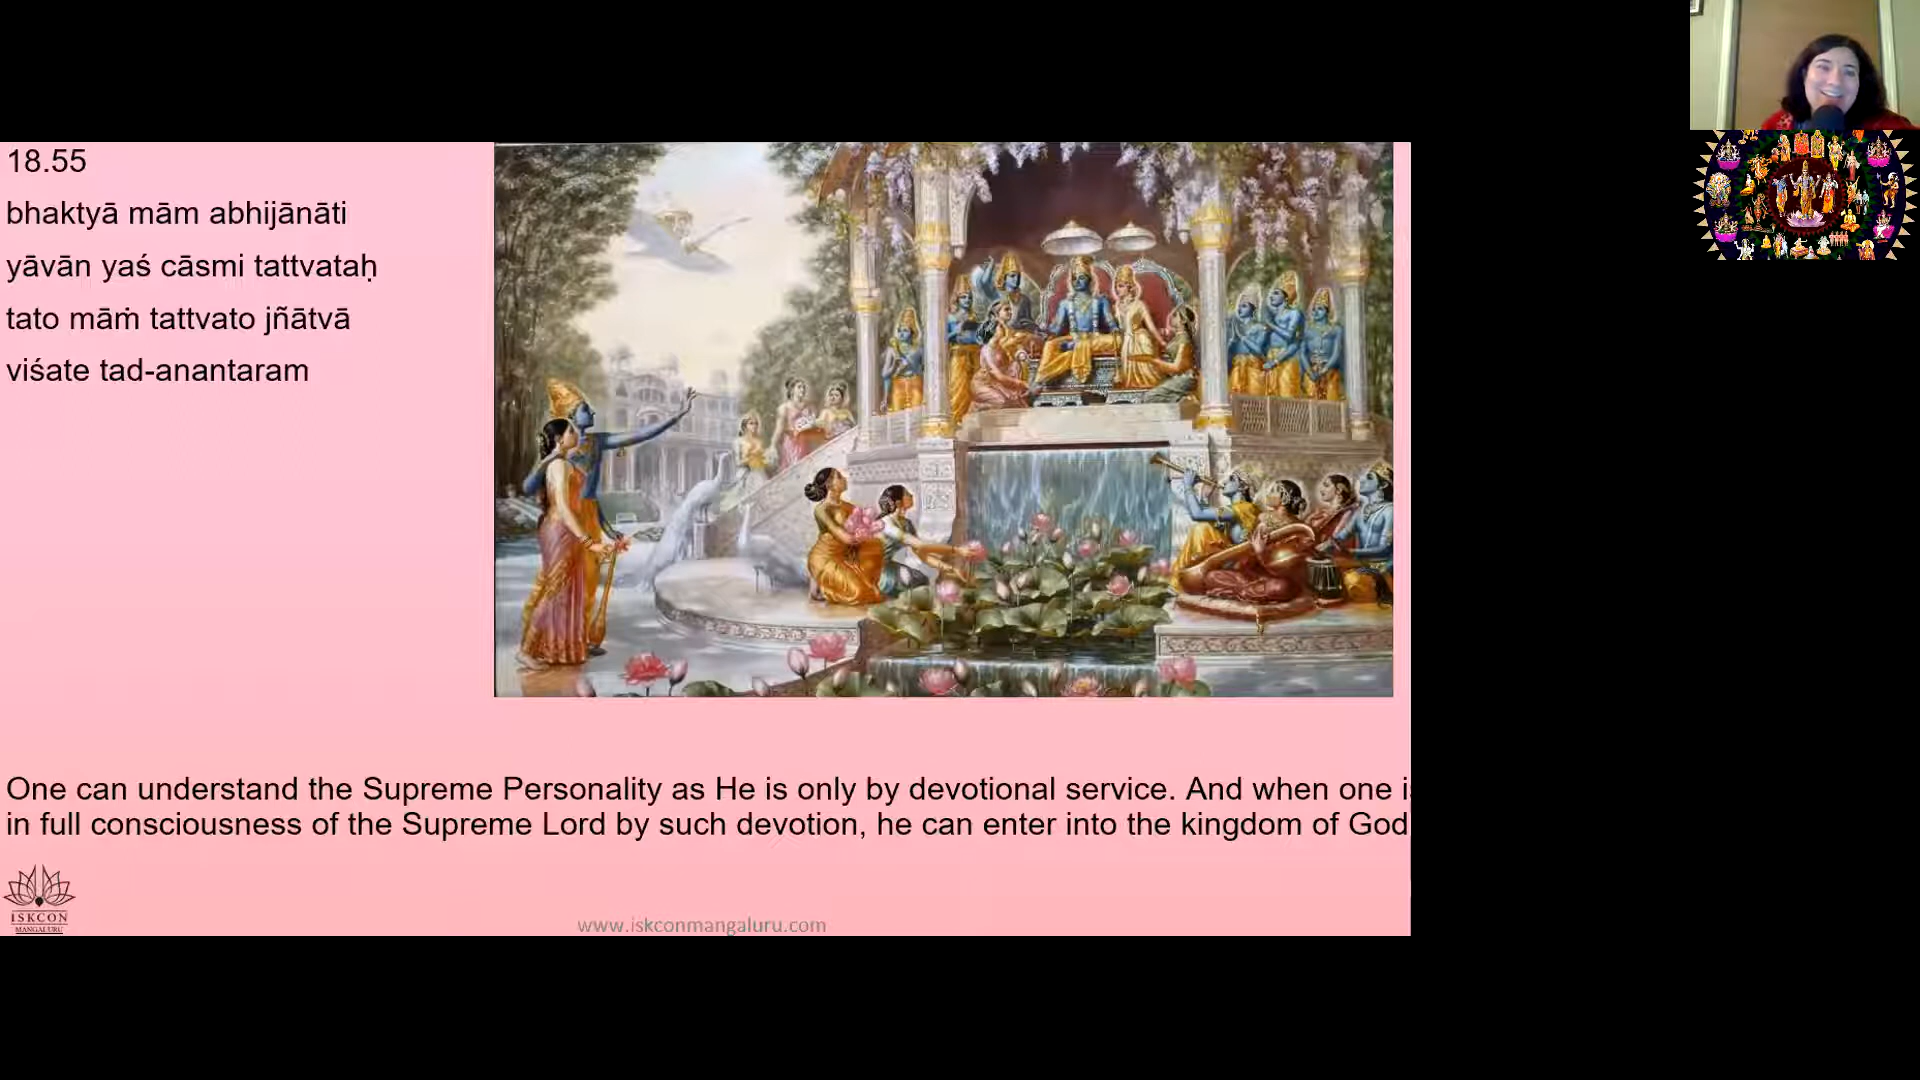 18.55
bhaktyā mām abhijānāti
yāvān yaś cāsmi tattvataḥ
tato māṁ tattvato jñātvā
viśate tad-anantaram
One can understand the Supreme Personality as He is only by devotional service. And when one is
in full consciousness of the Supreme Lord by such devotion, he can enter into the kingdom of God
ISKCON
MANGALURU
www.iskconmangaluru.com